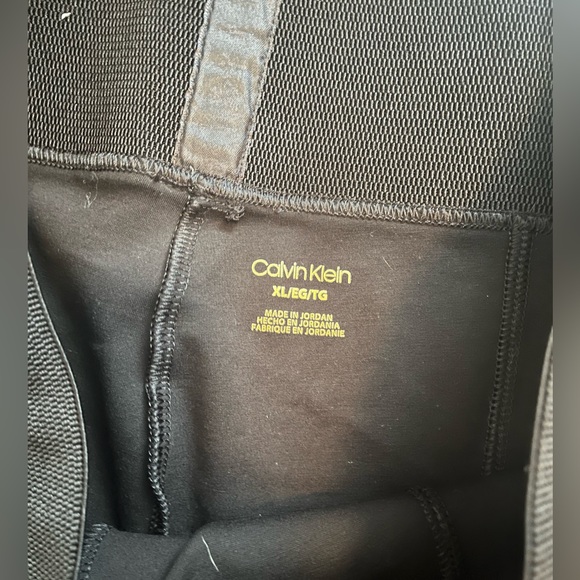 Calvin Klein
XL/EG/TG
MADE IN JORDAN
HECHO EN JORDANIA
FABRIQUE EN JORDANIE